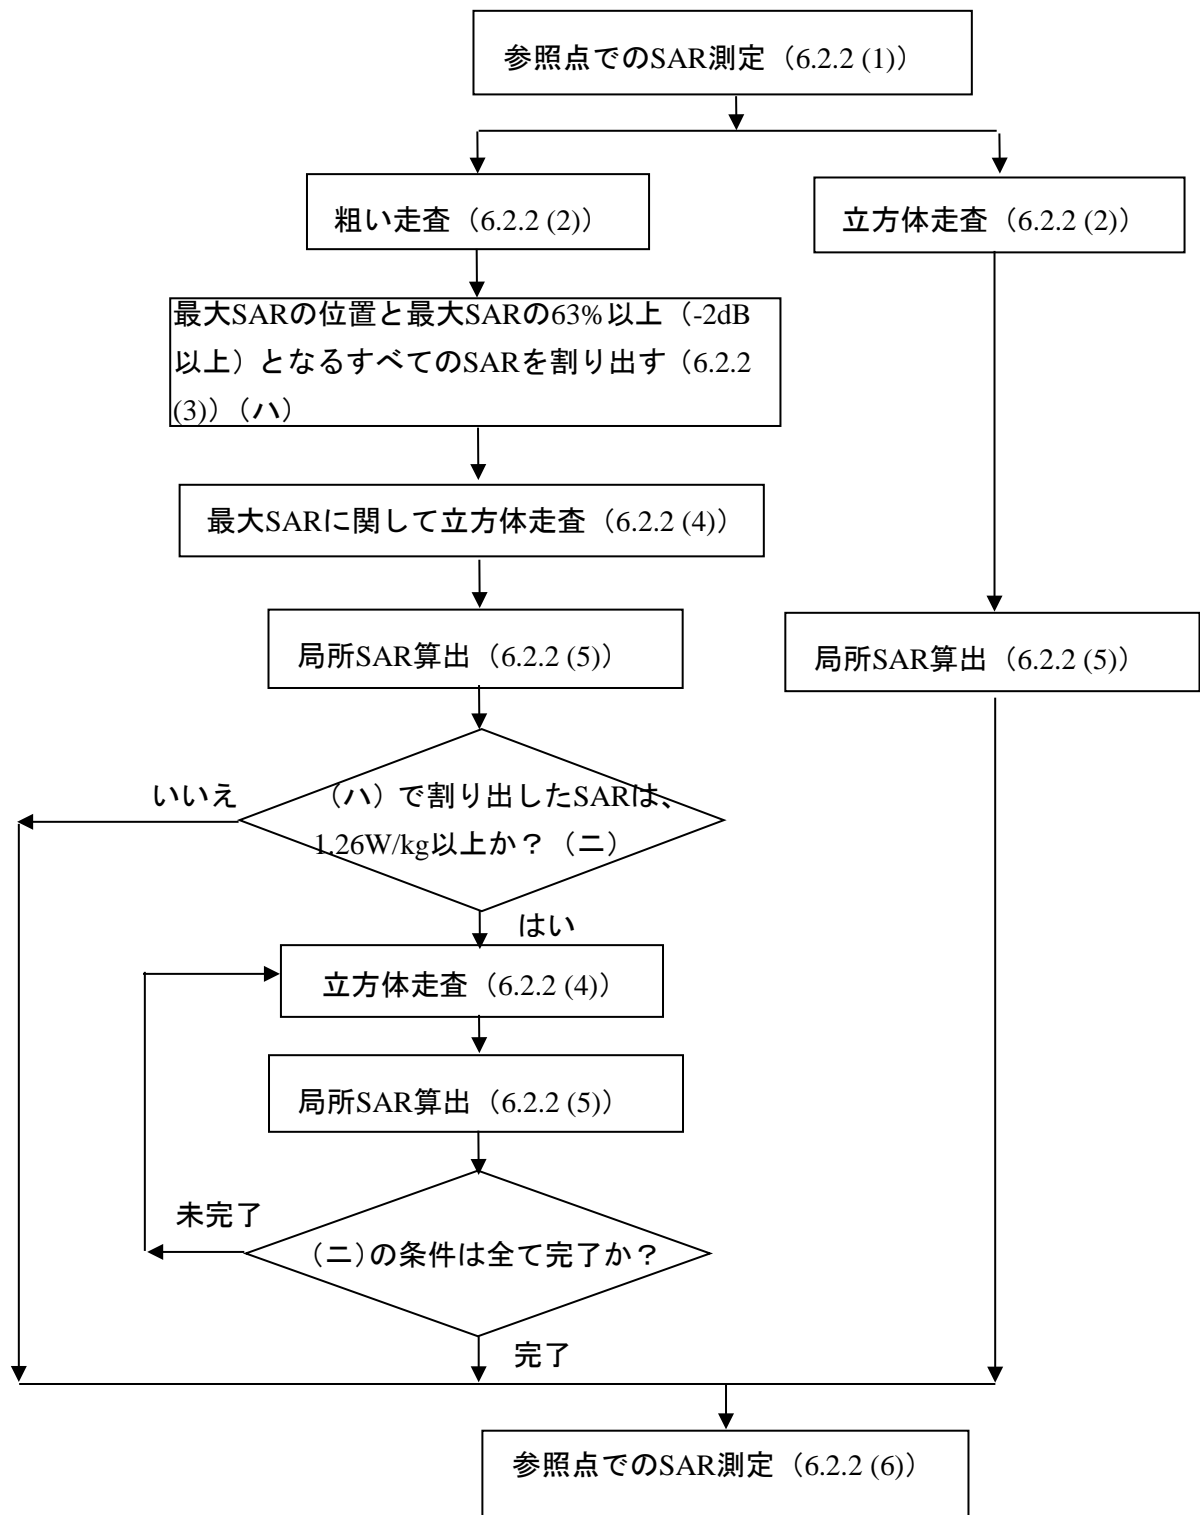 参照点でのSAR測定（6.2.2 (1)）
粗い走査（6.2.2 (2)）
立方体走査（6.2.2 (2)）
最大SARの位置と最大SARの63%以上（-2dB
以上）となるすべてのSARを割り出す（6.2.2
(3)）（ハ）
最大SARに関して立方体走査（6.2.2 (4)）
局所SAR算出（6.2.2 (5)）
局所SAR算出（6.2.2 (5)）
いいえ
（ハ）で割り出したSARは、
1.26W/kg以上か？（ニ）
はい
立方体走査（6.2.2 (4)）
局所SAR算出（6.2.2 (5)）
未完了
（ニ）の条件は全て完了か？
完了
参照点でのSAR測定（6.2.2 (6)）